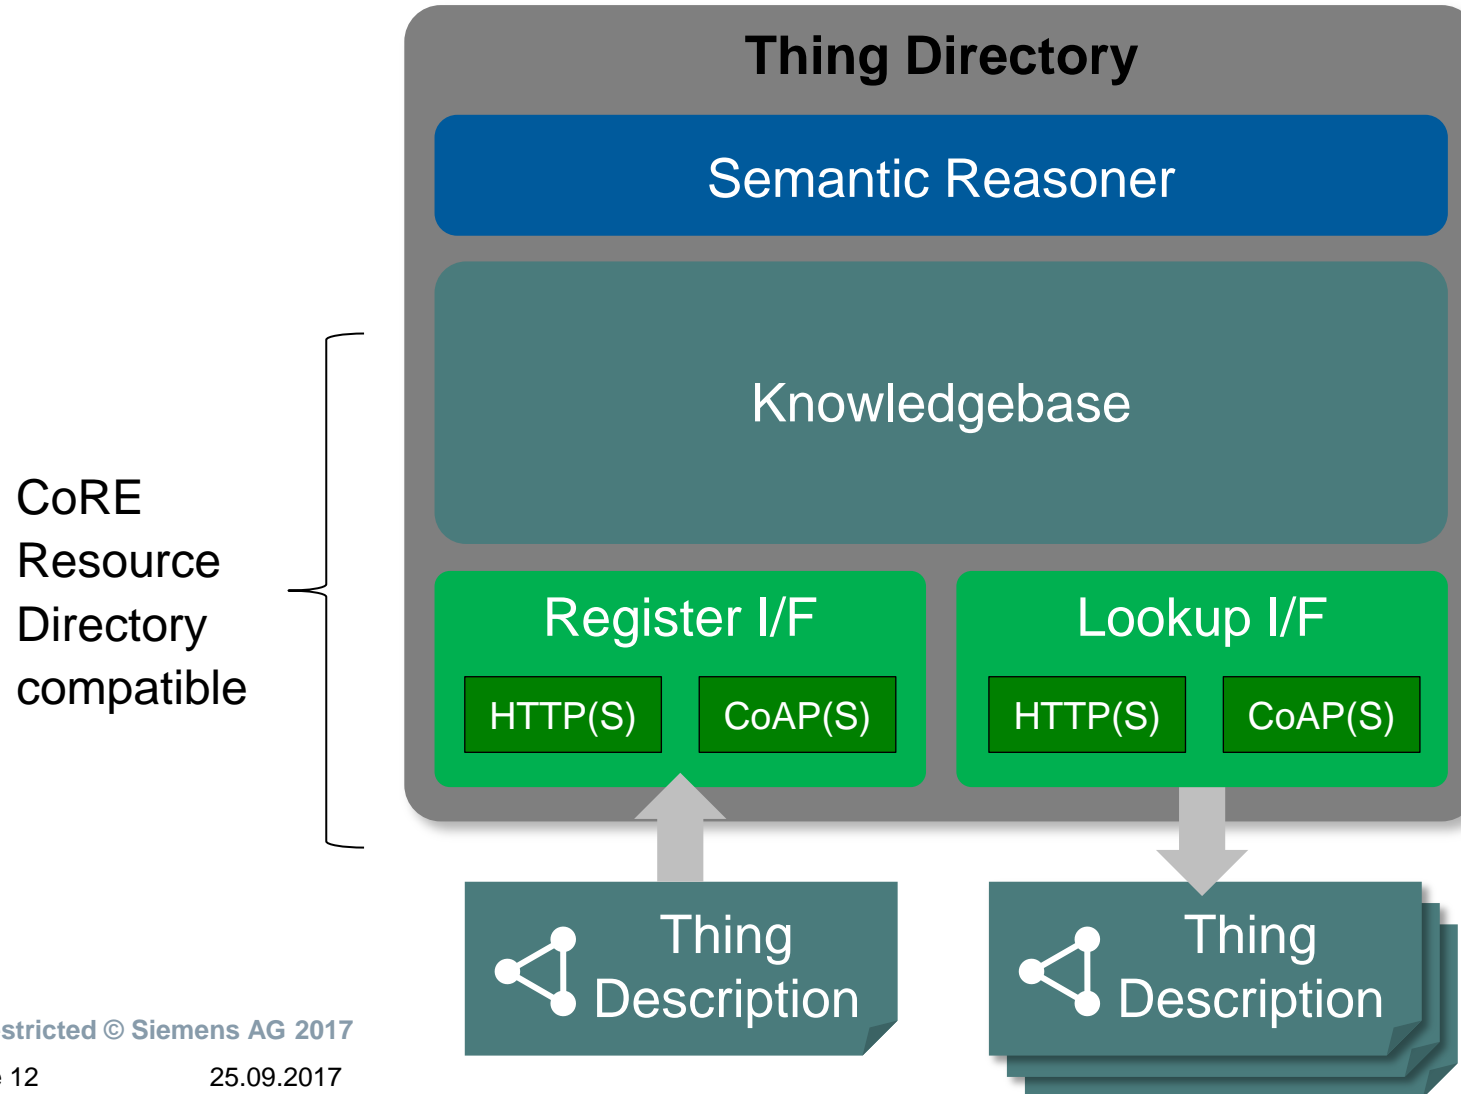 Thing Directory
Semantic Reasoner
Knowledgebase
CoRE
Resource
Directory
compatible
Register I/F
HTTP(S)
CoAP(S)
Lookup I/F
HTTP(S)
CoAP(S)
Thing
Description
Thing
Description
stricted © Siemens AG 2017
12
25.09.2017